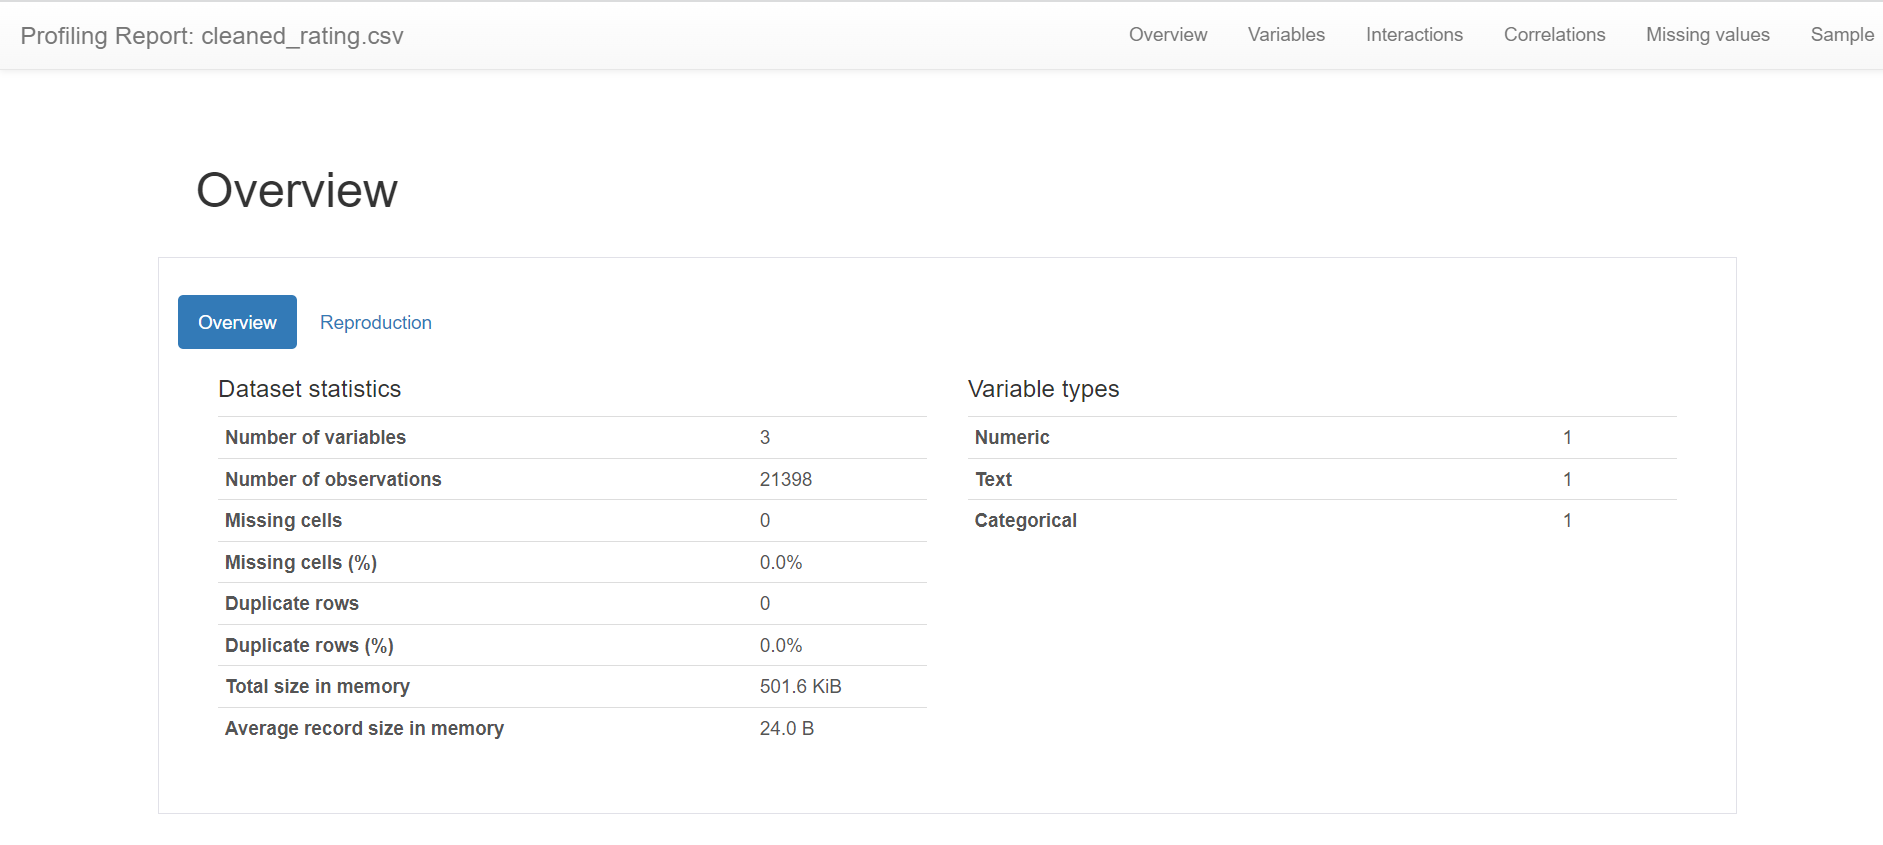 Profiling Report: cleaned_rating.csv Overview Variables Interactions Correlations Missing values Sample
Overview
Overview Reproduction
Dataset statistics
Number of variables 3
Number of observations 21398
Missing cells 0
Missing cells (%) 0.0%
Duplicate rows 0
Duplicate rows (%) 0.0%
Total size in memory 501.6 KiB
Average record size in memory 24.0 B
Variable types
Numeric 1
Text 1
Categorical 1